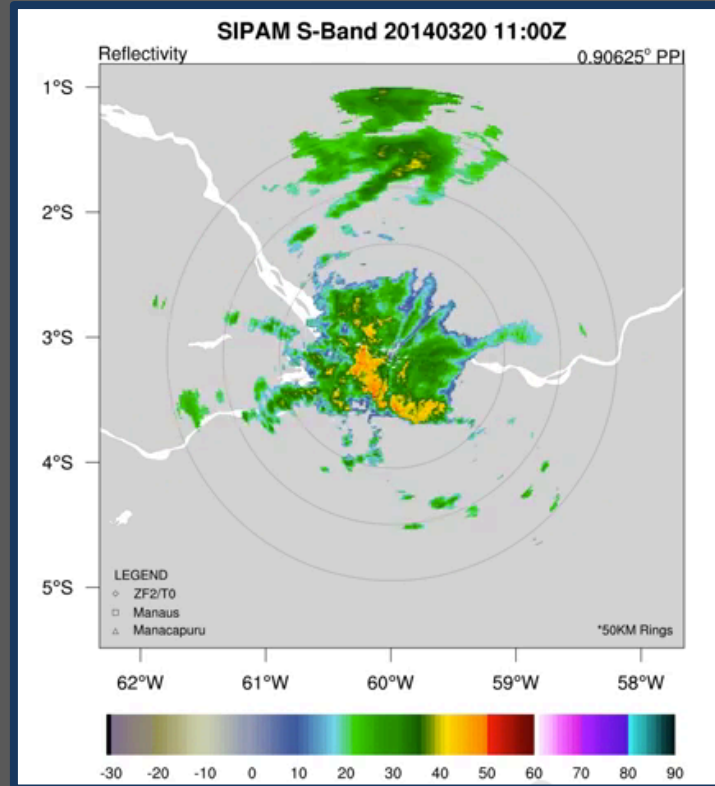 SIPAM S-Band 20140320 11:00Z
Reflectivity 0.90625° PPI
1°S
2°S
3°S
4°S
5°S
LEGEND
ZF2/T0
Manaus
Manacapuru
*50KM Rings
62°W 61°W 60°W 59°W 58°W
-30 -20 -10 0 10 20 30 40 50 60 70 80 90